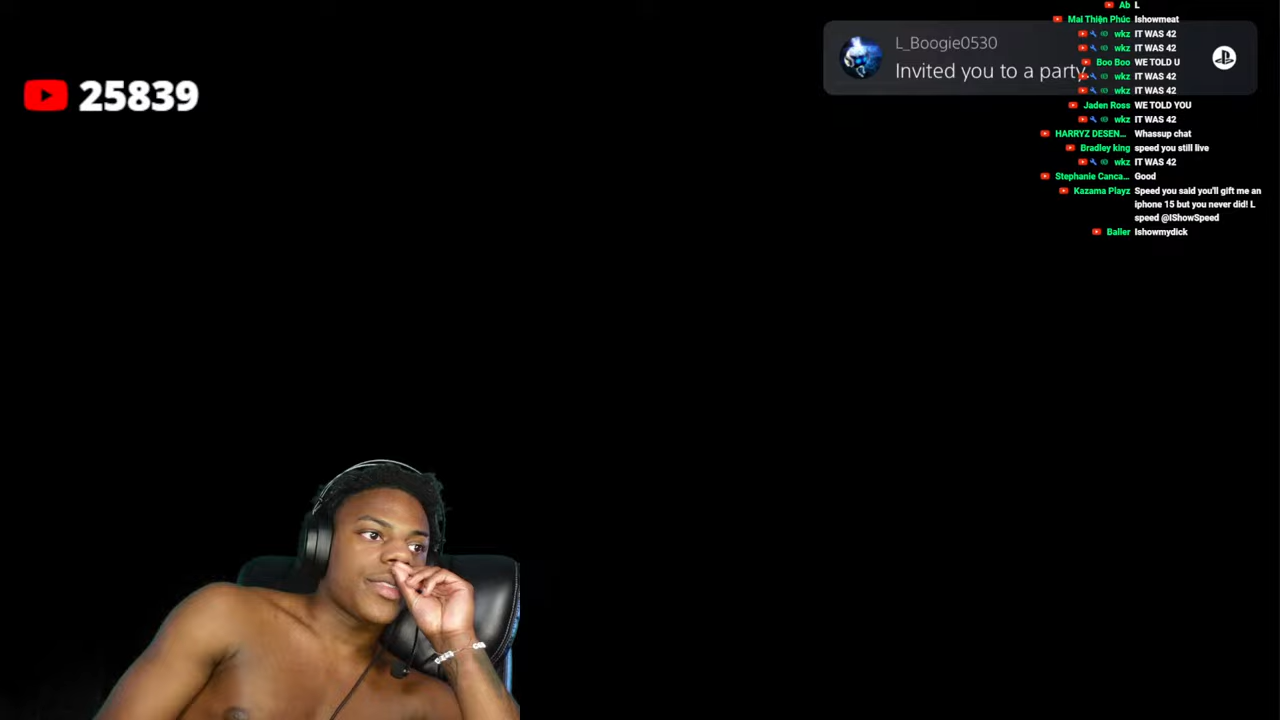 25839
L_Boogie0530
Invited you to a party.
Ab L
Mai Thiện Phúc Ishowmeat
wkz IT WAS 42
wkz IT WAS 42
Boo Boo WE TOLD U
wkz IT WAS 42
wkz IT WAS 42
Jaden Ross WE TOLD YOU
wkz IT WAS 42
HARRYZ DESEN... Whassup chat
Bradley king speed you still live
wkz IT WAS 42
Stephanie Canca... Good
Kazama Playz Speed you said you'll gift me an
iphone 15 but you never did! L
speed @IShowSpeed
Baller Ishowmydick